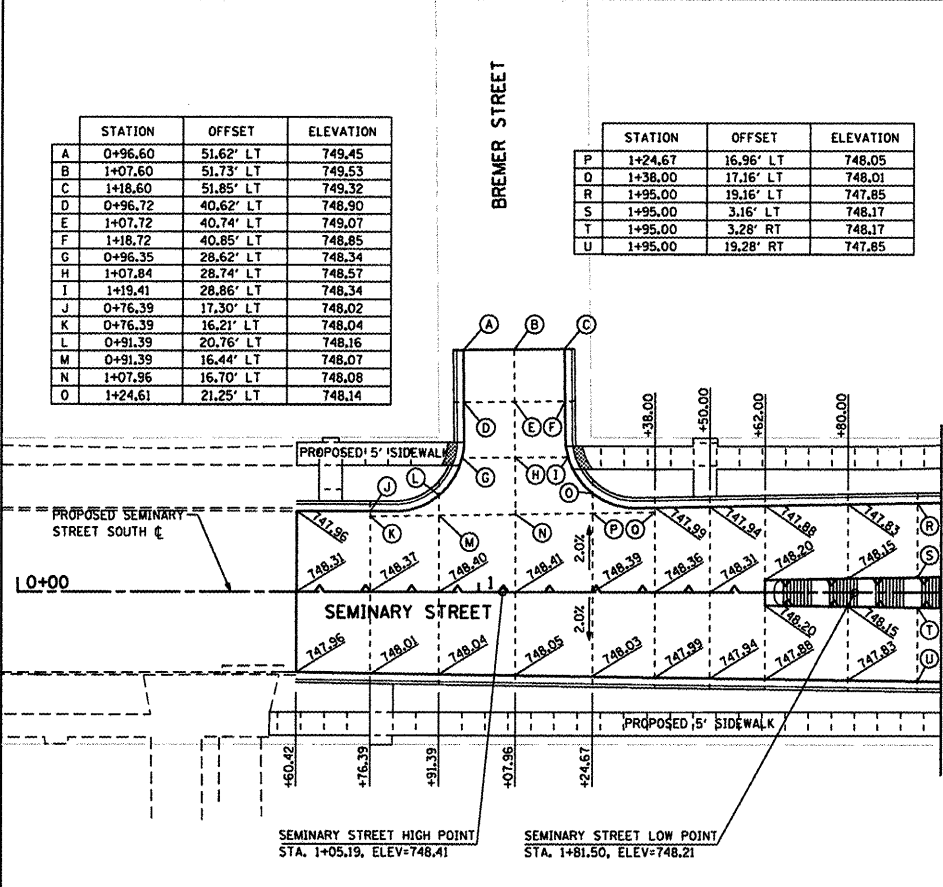 BREMER STREET
STATION OFFSET ELEVATION
A 0+96.60 51.62' LT 749.45
B 1+07.60 51.73' LT 749.53
C 1+18.60 51.85' LT 749.32
D 0+96.72 40.62' LT 748.90
E 1+07.72 40.74' LT 749.07
F 1+18.72 40.85' LT 748.85
G 0+96.35 28.62' LT 748.34
H 1+07.84 28.74' LT 748.57
I 1+19.41 28.86' LT 748.34
J 0+76.39 17.30' LT 748.02
K 0+76.39 16.21' LT 748.04
L 0+91.39 20.76' LT 748.16
M 0+91.39 16.44' LT 748.07
N 1+07.96 16.70' LT 748.08
O 1+24.61 21.25' LT 748.14
STATION OFFSET ELEVATION
P 1+24.67 16.96' LT 748.05
Q 1+38.00 17.16' LT 748.01
R 1+95.00 19.16' LT 747.85
S 1+95.00 3.16' LT 748.17
T 1+95.00 3.28' RT 748.17
U 1+95.00 19.28' RT 747.85
A B C
D E F
+38.00 +50.00 +62.00 +80.00
PROPOSED 5' SIDEWALK
G H I
J L O
PROPOSED SEMINARY
STREET SOUTH ℄
K M N P Q R
747.96 747.99 747.94 747.88 747.83
2.0%
S
748.31 748.37 748.40 748.41 748.39 748.36 748.31 748.20 748.15
10+00
1
SEMINARY STREET
2.0%
748.20 748.15
T
747.96 748.01 748.04 748.05 748.03 747.99 747.94 747.88 747.83
U
PROPOSED 5' SIDEWALK
+60.42 +76.39 +91.39 +07.96 +24.67
SEMINARY STREET HIGH POINT
STA. 1+05.19, ELEV=748.41
SEMINARY STREET LOW POINT
STA. 1+81.50, ELEV=748.21